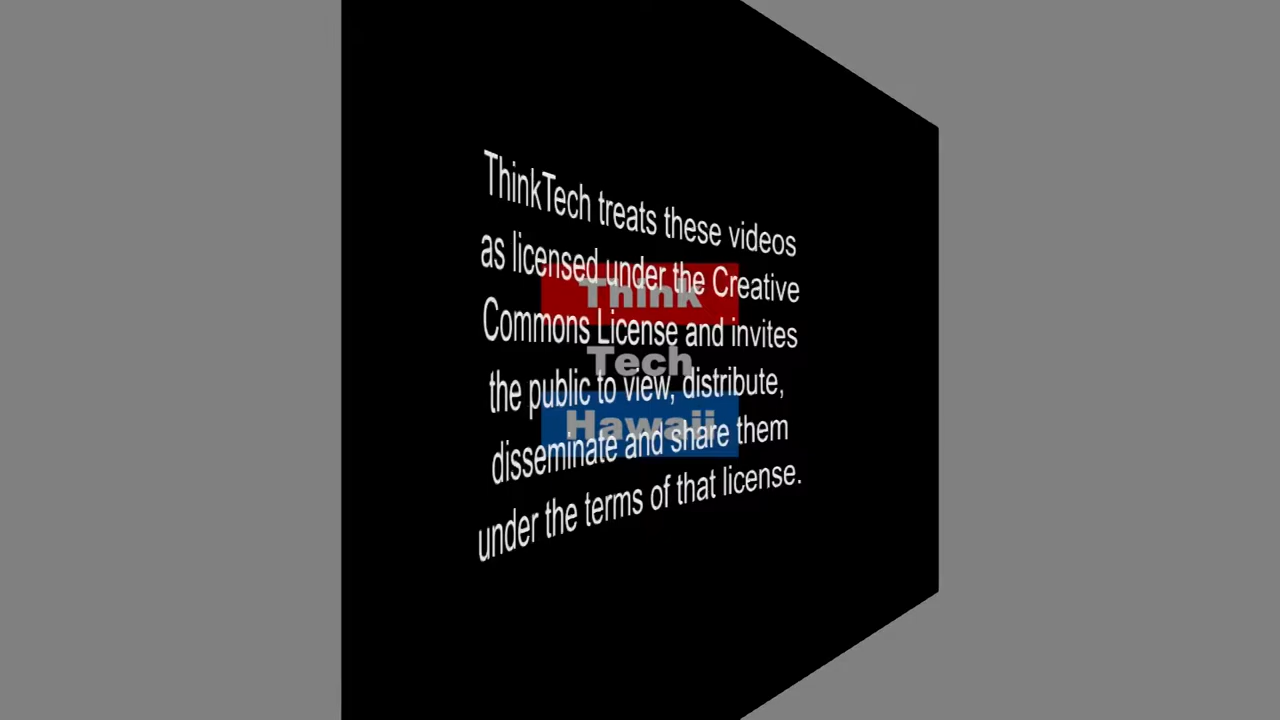 ThinkTech treats these videos
as licensed under the Creative
Commons License and invites
the public to view, distribute,
disseminate and share them
under the terms of that license.
Think
Tech
Hawaii